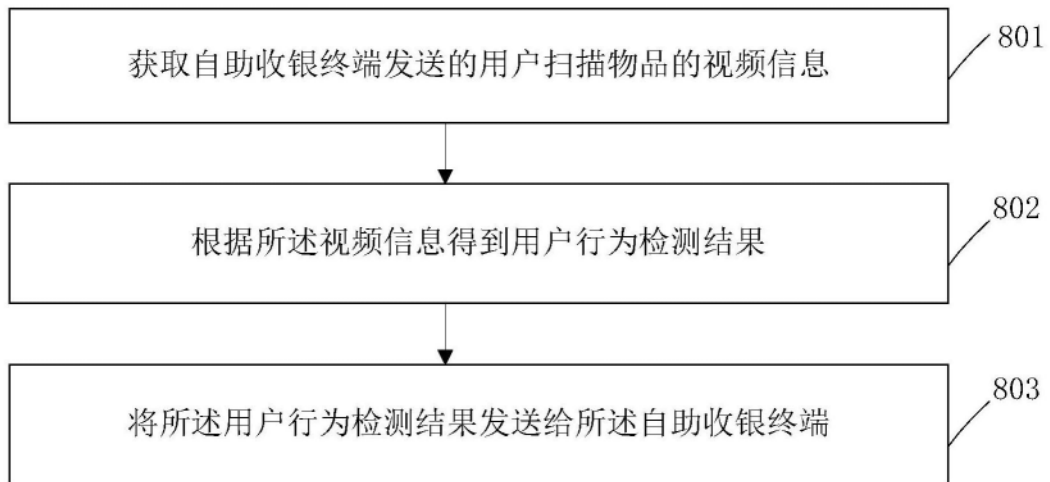 获取自助收银终端发送的用户扫描物品的视频信息
801
根据所述视频信息得到用户行为检测结果
802
将所述用户行为检测结果发送给所述自助收银终端
803